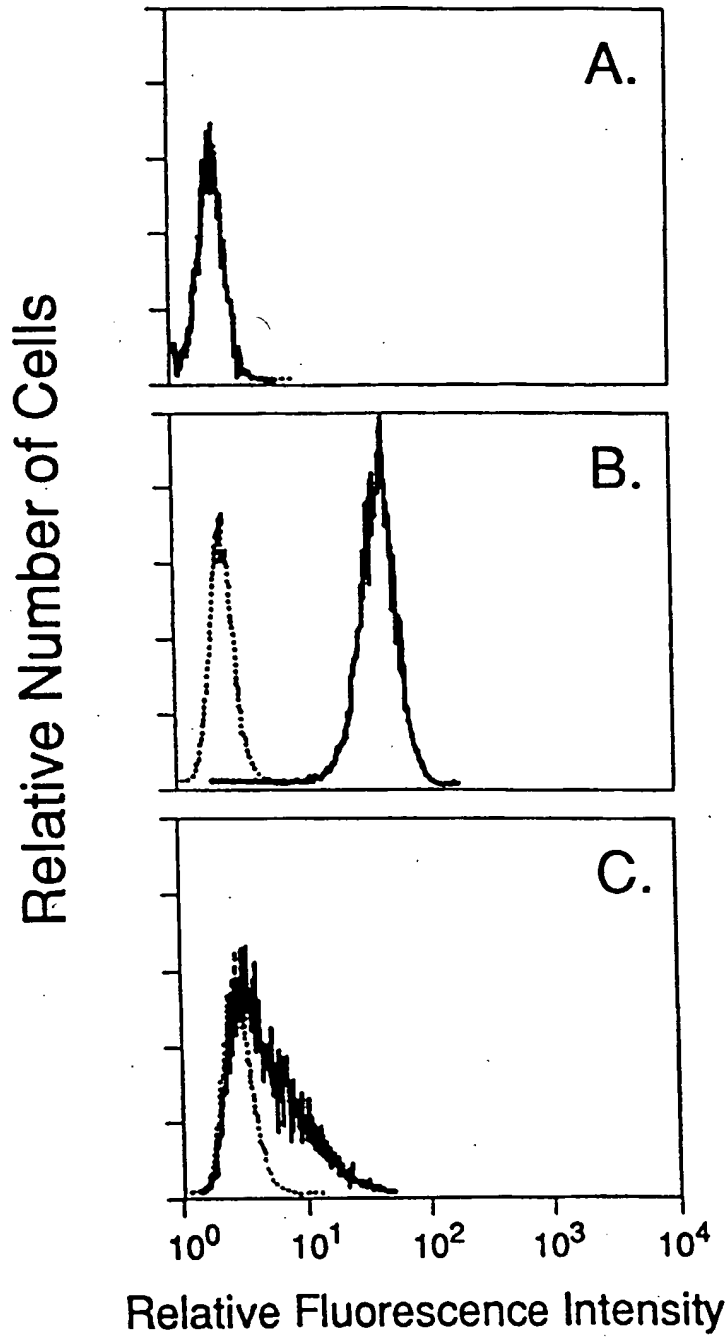 A.
B.
C.
Relative Number of Cells
10⁰ 10¹ 10² 10³ 10⁴
Relative Fluorescence Intensity